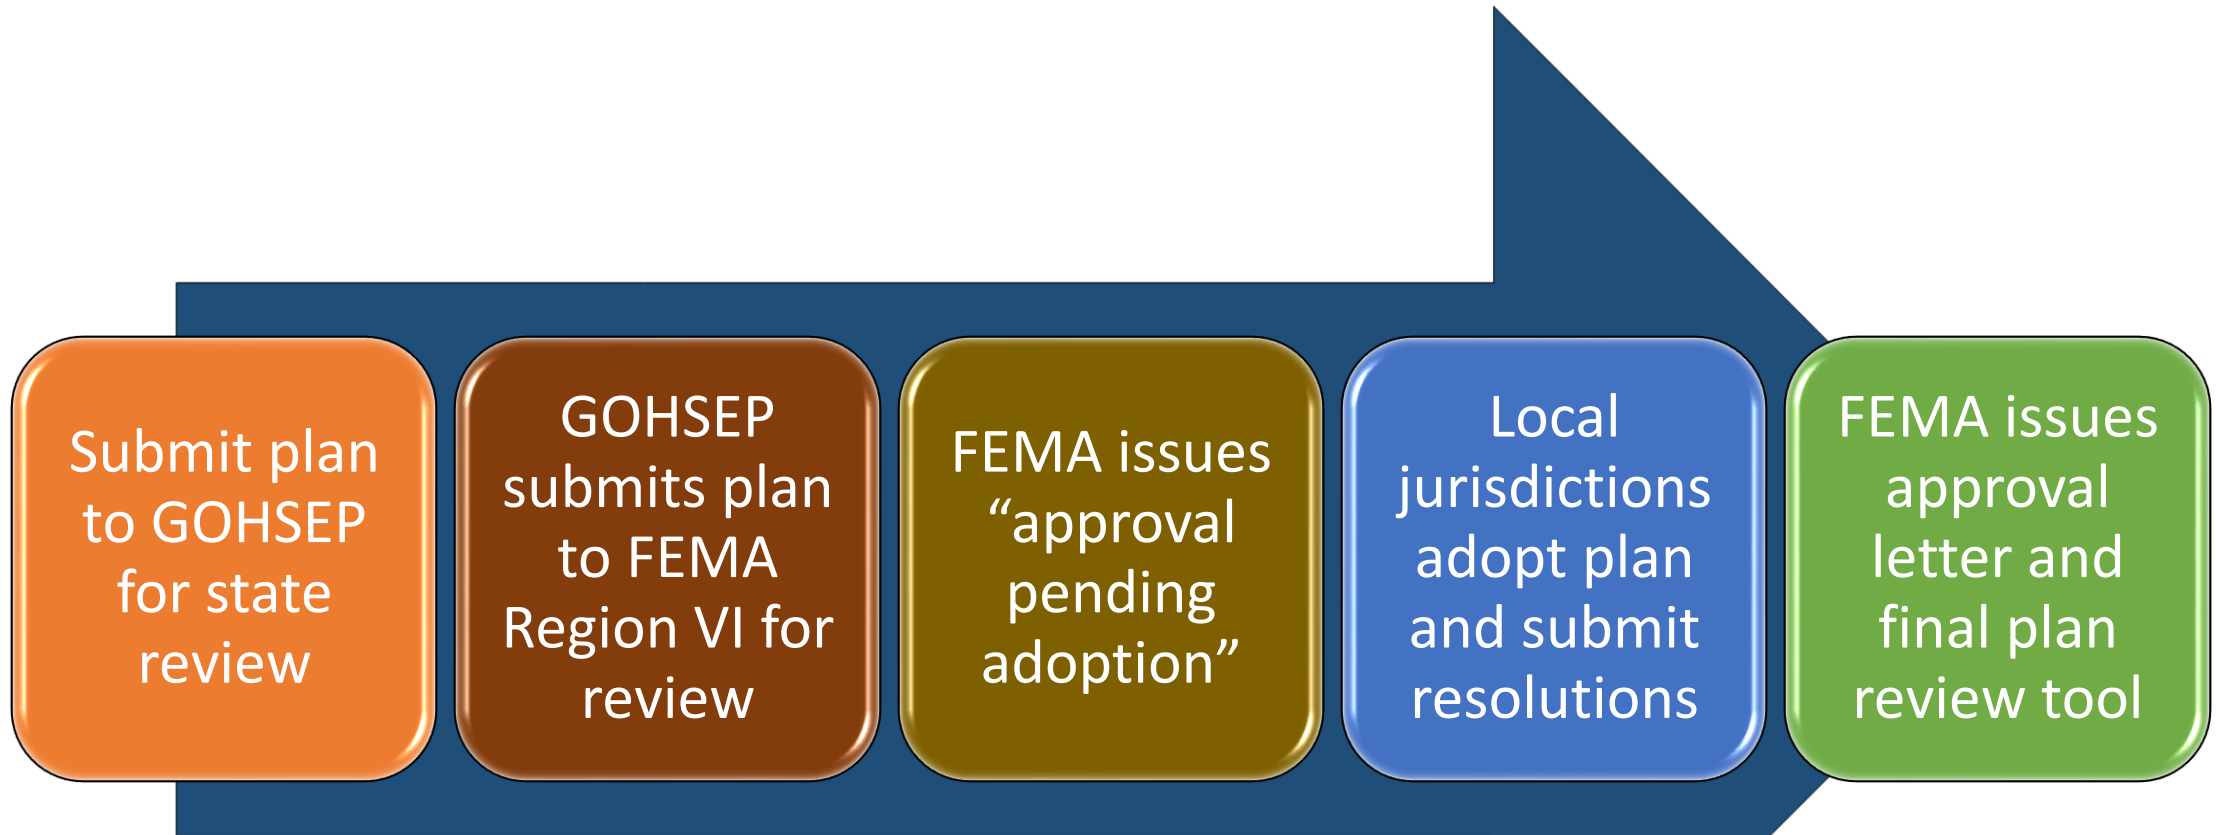 Submit plan
to GOHSEP
for state
review
GOHSEP
submits plan
to FEMA
Region VI for
review
FEMA issues
“approval
pending
adoption”
Local
jurisdictions
adopt plan
and submit
resolutions
FEMA issues
approval
letter and
final plan
review tool